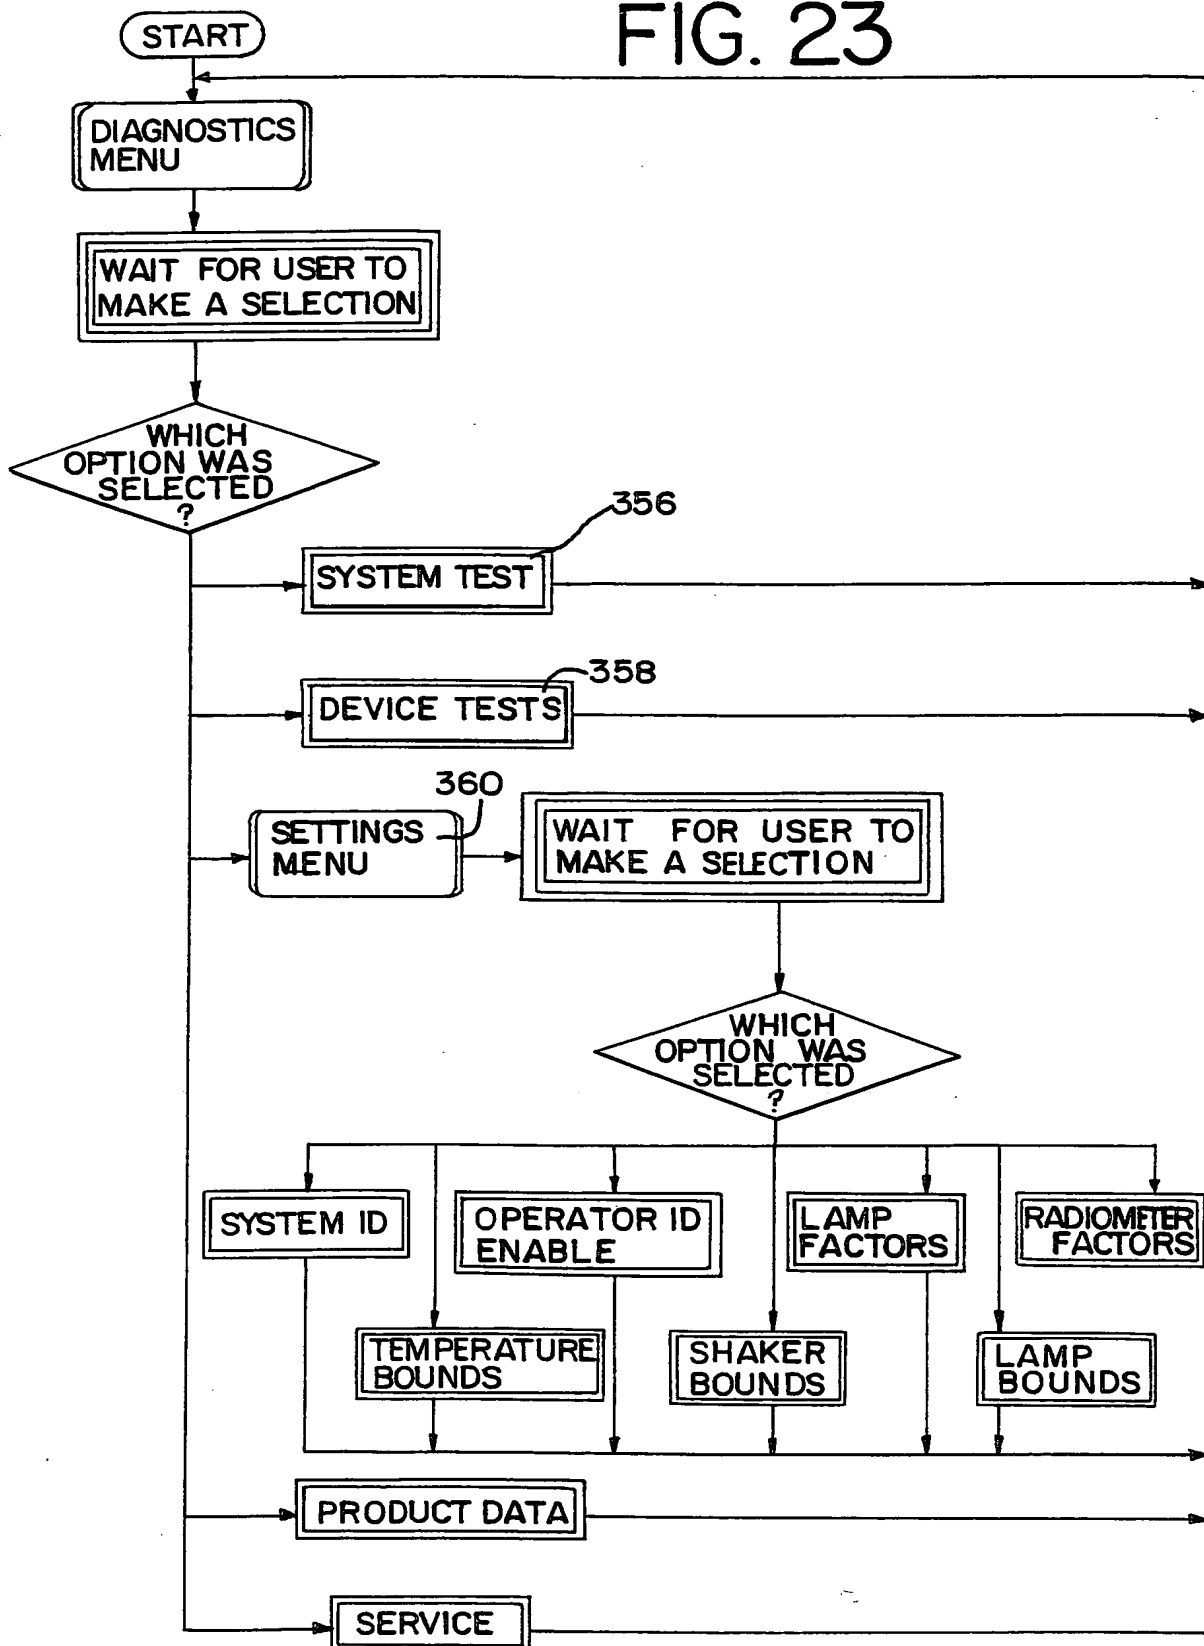 FIG. 23
START
DIAGNOSTICS
MENU
WAIT FOR USER TO
MAKE A SELECTION
WHICH
OPTION WAS
SELECTED
?
356
SYSTEM TEST
358
DEVICE TESTS
360
SETTINGS
MENU
WAIT FOR USER TO
MAKE A SELECTION
WHICH
OPTION WAS
SELECTED
?
SYSTEM ID
OPERATOR ID
ENABLE
LAMP
FACTORS
RADIOMETER
FACTORS
TEMPERATURE
BOUNDS
SHAKER
BOUNDS
LAMP
BOUNDS
PRODUCT DATA
SERVICE